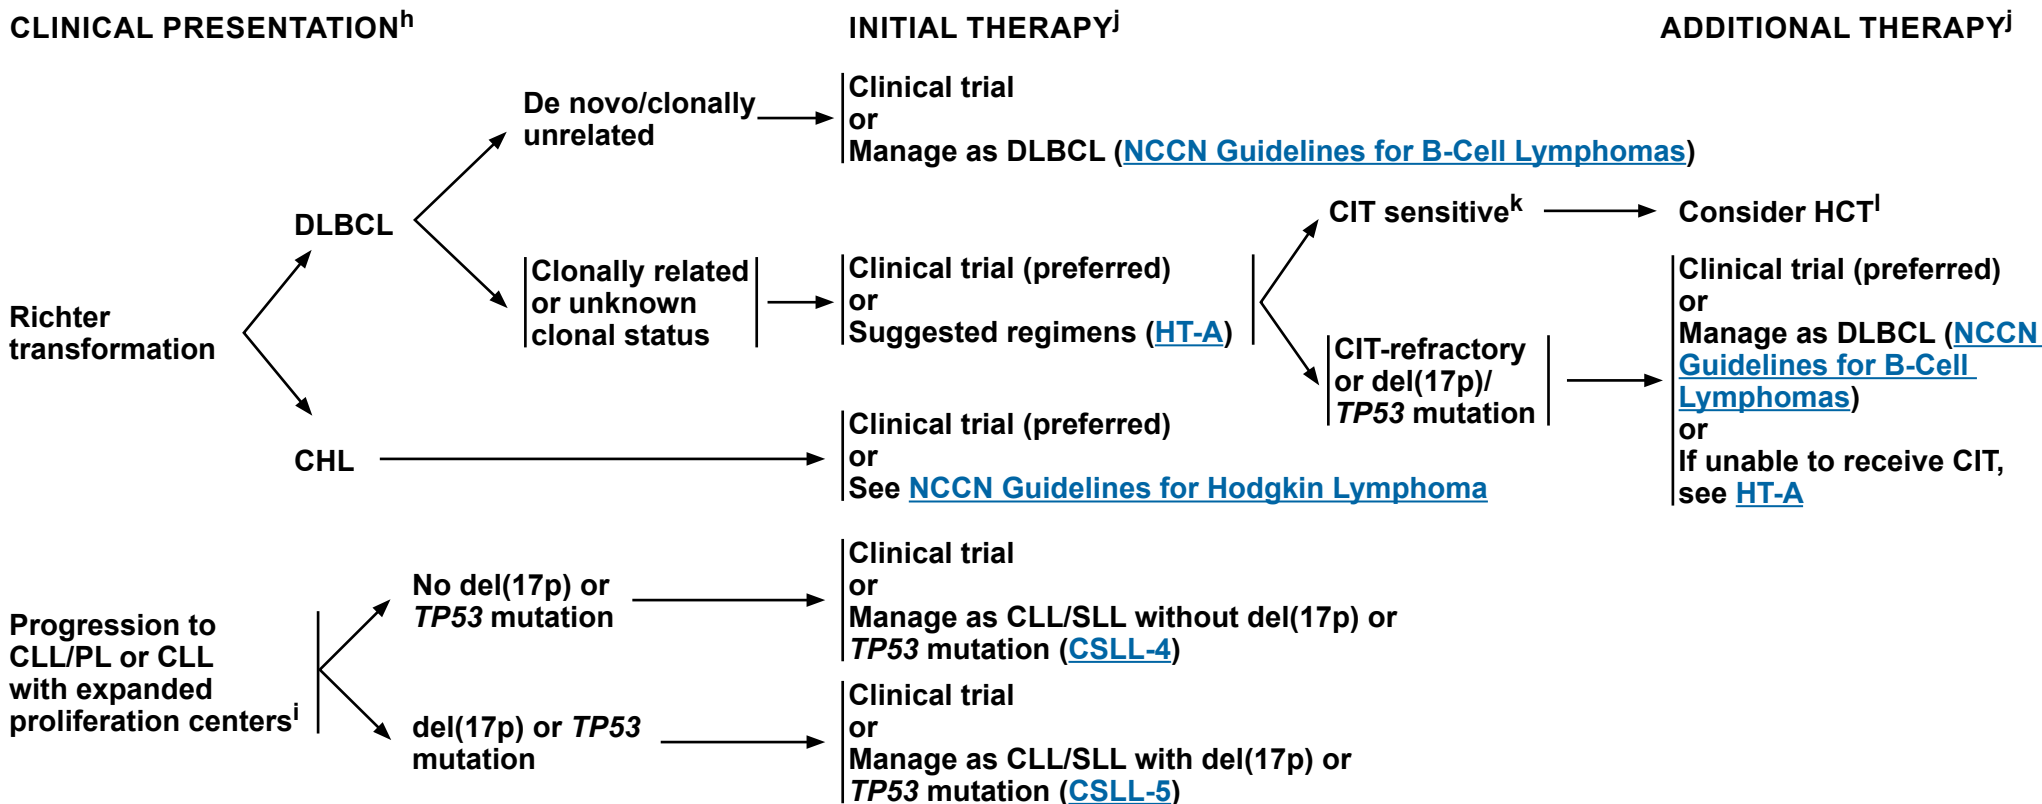 CLINICAL PRESENTATIONh
INITIAL THERAPYj
ADDITIONAL THERAPYj
Richter
transformation
DLBCL
De novo/clonally
unrelated
Clinical trial
or
Manage as DLBCL (NCCN Guidelines for B-Cell Lymphomas)
Clonally related
or unknown
clonal status
Clinical trial (preferred)
or
Suggested regimens (HT-A)
CIT sensitivek
Consider HCTl
CIT-refractory
or del(17p)/
TP53 mutation
Clinical trial (preferred)
or
Manage as DLBCL (NCCN
Guidelines for B-Cell
Lymphomas)
or
If unable to receive CIT,
see HT-A
CHL
Clinical trial (preferred)
or
See NCCN Guidelines for Hodgkin Lymphoma
Progression to
CLL/PL or CLL
with expanded
proliferation centersi
No del(17p) or
TP53 mutation
Clinical trial
or
Manage as CLL/SLL without del(17p) or
TP53 mutation (CSLL-4)
del(17p) or TP53
mutation
Clinical trial
or
Manage as CLL/SLL with del(17p) or
TP53 mutation (CSLL-5)